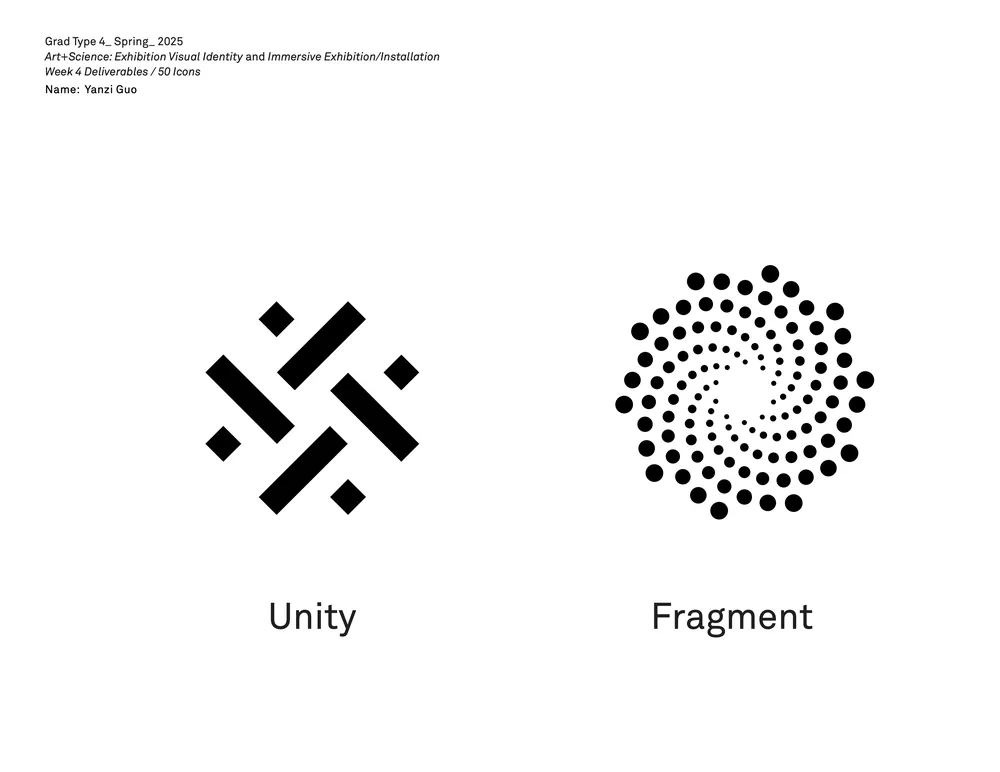 Grad Type 4_ Spring_ 2025
Art+Science: Exhibition Visual Identity and Immersive Exhibition/Installation
Week 4 Deliverables / 50 Icons
Name: Yanzi Guo
Unity
Fragment